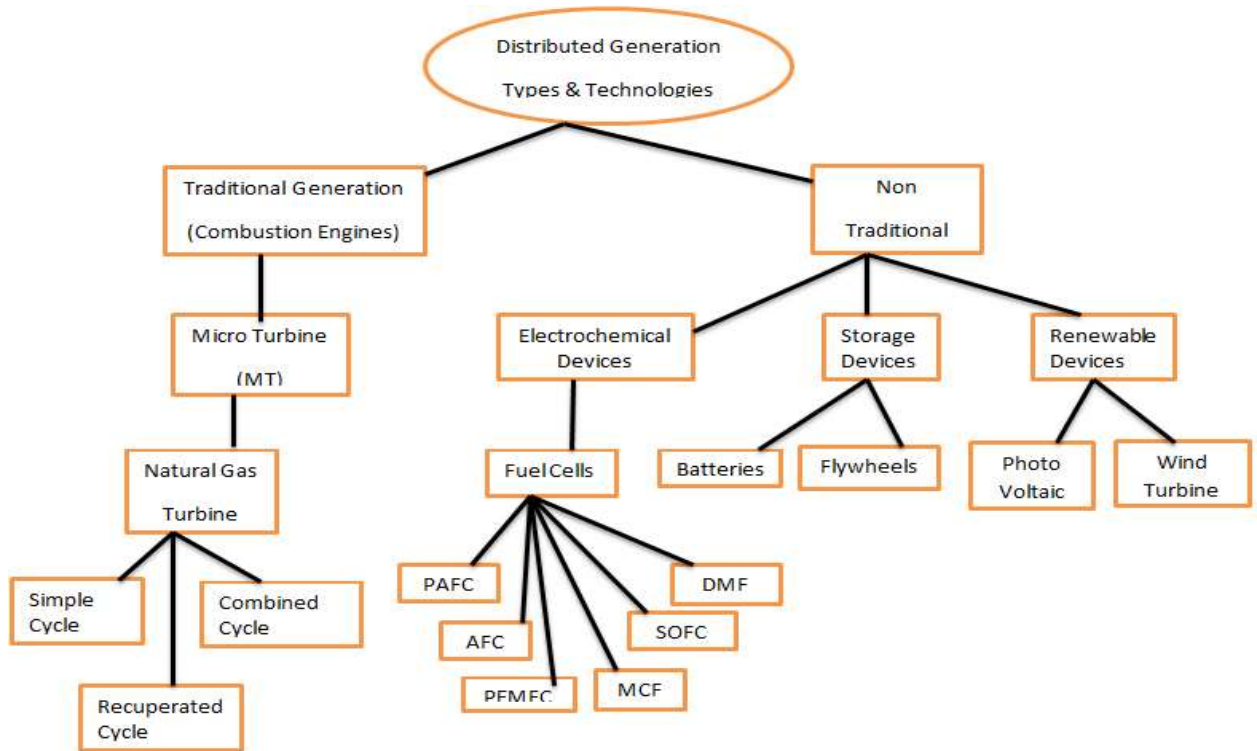 Distributed Generation
Types & Technologies
Traditional Generation
(Combustion Engines)
Non
Traditional
Micro Turbine
(MT)
Electrochemical
Devices
Storage
Devices
Renewable
Devices
Natural Gas
Turbine
Fuel Cells
Batteries
Flywheels
Photo
Voltaic
Wind
Turbine
Simple
Cycle
Combined
Cycle
Recuperated
Cycle
PAFC
AFC
PEMFC
MCF
SOFC
DMF